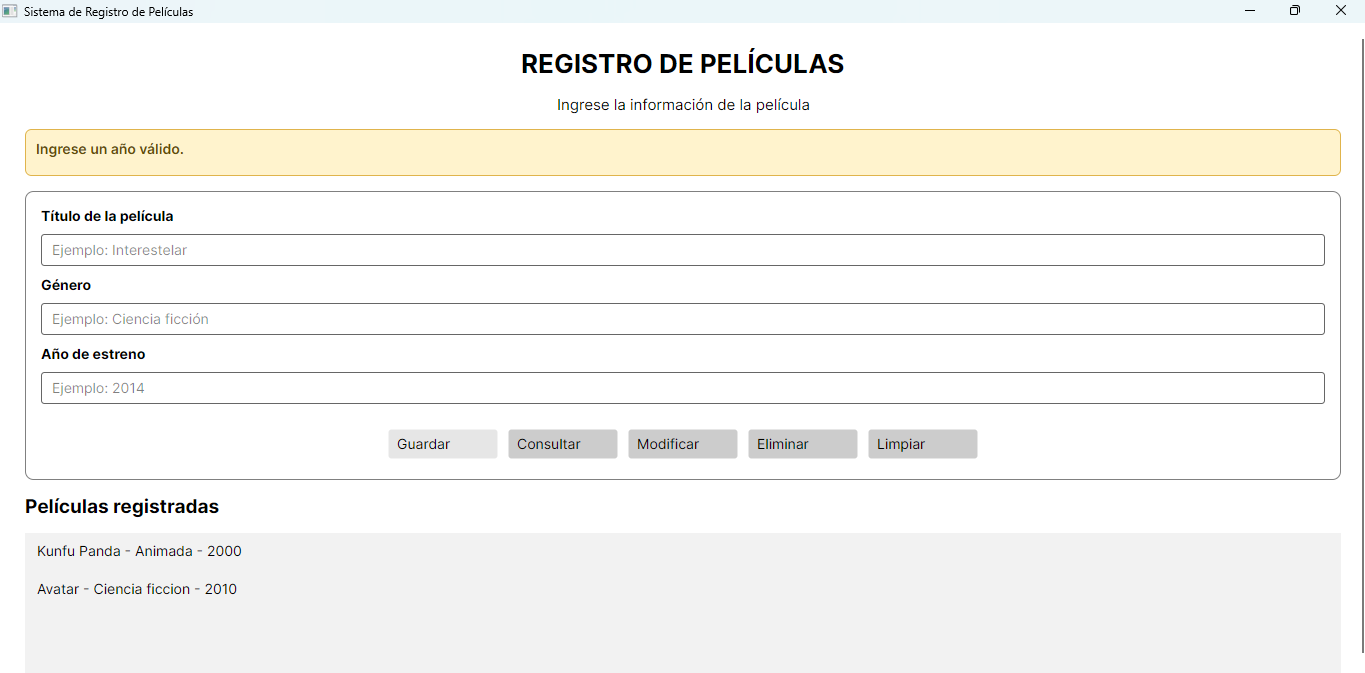 Sistema de Registro de Películas
REGISTRO DE PELÍCULAS
Ingrese la información de la película
Ingrese un año válido.
Título de la película
Ejemplo: Interestelar
Género
Ejemplo: Ciencia ficción
Año de estreno
Ejemplo: 2014
Guardar Consultar Modificar Eliminar Limpiar
Películas registradas
Kunfu Panda - Animada - 2000
Avatar - Ciencia ficcion - 2010